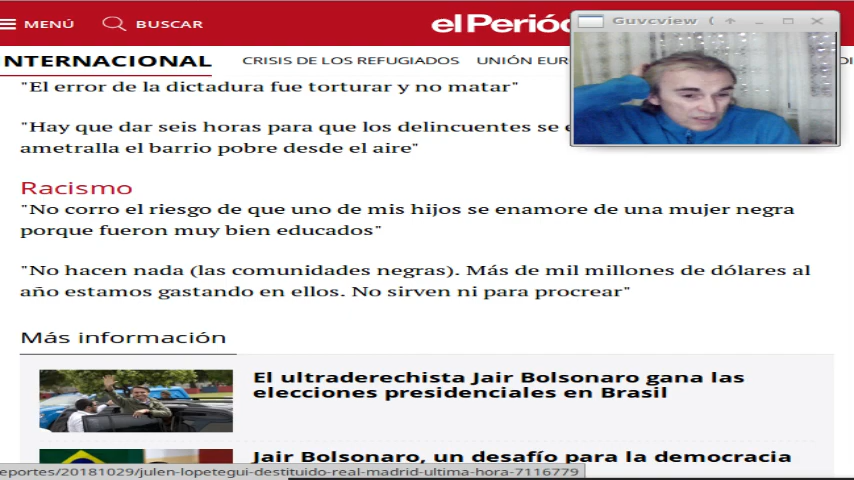 MENÚ BUSCAR elPerió
Guvcview (
INTERNACIONAL CRISIS DE LOS REFUGIADOS UNIÓN EUR DI
"El error de la dictadura fue torturar y no matar"
"Hay que dar seis horas para que los delincuentes se e
ametralla el barrio pobre desde el aire"
Racismo
"No corro el riesgo de que uno de mis hijos se enamore de una mujer negra
porque fueron muy bien educados"
"No hacen nada (las comunidades negras). Más de mil millones de dólares al
año estamos gastando en ellos. No sirven ni para procrear"
Más información
El ultraderechista Jair Bolsonaro gana las
elecciones presidenciales en Brasil
Jair Bolsonaro, un desafío para la democracia
eportes/20181029/julen-lopetegui-destituido-real-madrid-ultima-hora-7116779